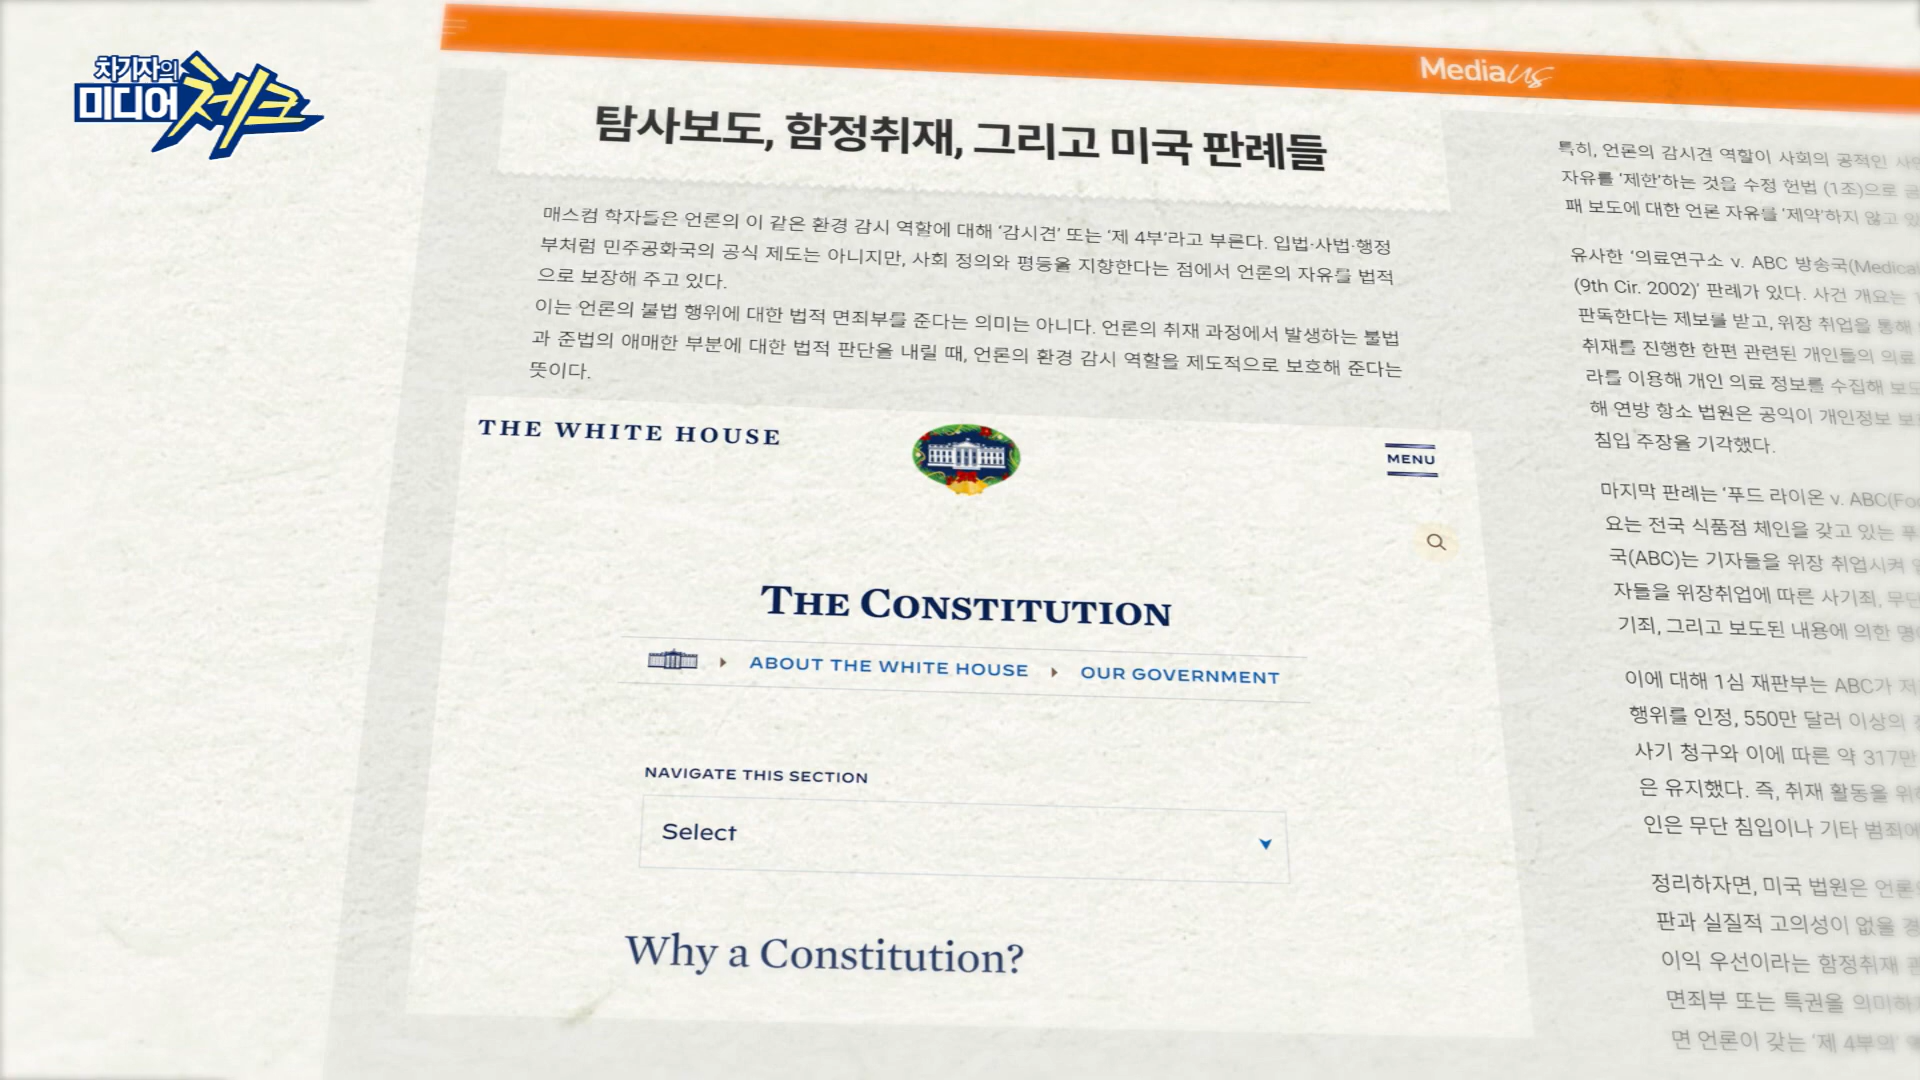 차기자의
미디어 체크
Mediaus
탐사보도, 함정취재, 그리고 미국 판례들
매스컴 학자들은 언론의 이 같은 환경 감시 역할에 대해 ‘감시견’ 또는 ‘제 4부’라고 부른다. 입법·사법·행정
부처럼 민주공화국의 공식 제도는 아니지만, 사회 정의와 평등을 지향한다는 점에서 언론의 자유를 법적
으로 보장해 주고 있다.
이는 언론의 불법 행위에 대한 법적 면죄부를 준다는 의미는 아니다. 언론의 취재 과정에서 발생하는 불법
과 준법의 애매한 부분에 대한 법적 판단을 내릴 때, 언론의 환경 감시 역할을 제도적으로 보호해 준다는
뜻이다.
THE WHITE HOUSE
MENU
THE CONSTITUTION
ABOUT THE WHITE HOUSE
OUR GOVERNMENT
NAVIGATE THIS SECTION
Select
Why a Constitution?
특히, 언론의 감시견 역할이 사회의 공적인
자유를 ‘제한’하는 것을 수정 헌법 (1조)으로
패 보도에 대한 언론 자유를 ‘제약’하지 않고
유사한 ‘의료연구소 v. ABC 방송국(Medical
(9th Cir. 2002)’ 판례가 있다. 사건 개요는
판독한다는 제보를 받고, 위장 취업을 통해
취재를 진행한 한편 관련된 개인들의 의료
라를 이용해 개인 의료 정보를 수집해 보도
해 연방 항소 법원은 공익이 개인정보
침입 주장을 기각했다.
마지막 판례는 ‘푸드 라이온 v. ABC(Foo
요는 전국 식품점 체인을 갖고 있는
국(ABC)는 기자들을 위장 취업시켜
자들을 위장취업에 따른 사기죄, 무단
기죄, 그리고 보도된 내용에 의한
이에 대해 1심 재판부는 ABC가
행위를 인정, 550만 달러 이상의
사기 청구와 이에 따른 약 317만
은 유지했다. 즉, 취재 활동을 위해
인은 무단 침입이나 기타 범죄에
정리하자면, 미국 법원은 언론
판과 실질적 고의성이 없을
이익 우선이라는 함정취재
면죄부 또는 특권을 의미하
면 언론이 갖는 ‘제 4부의’